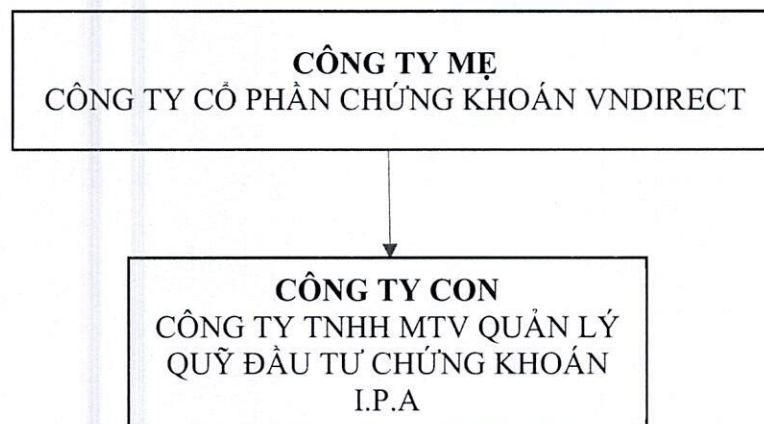 CÔNG TY MẸ
CÔNG TY CỔ PHẦN CHỨNG KHOÁN VNDIRECT
CÔNG TY CON
CÔNG TY TNHH MTV QUẢN LÝ
QUỸ ĐẦU TƯ CHỨNG KHOÁN
I.P.A